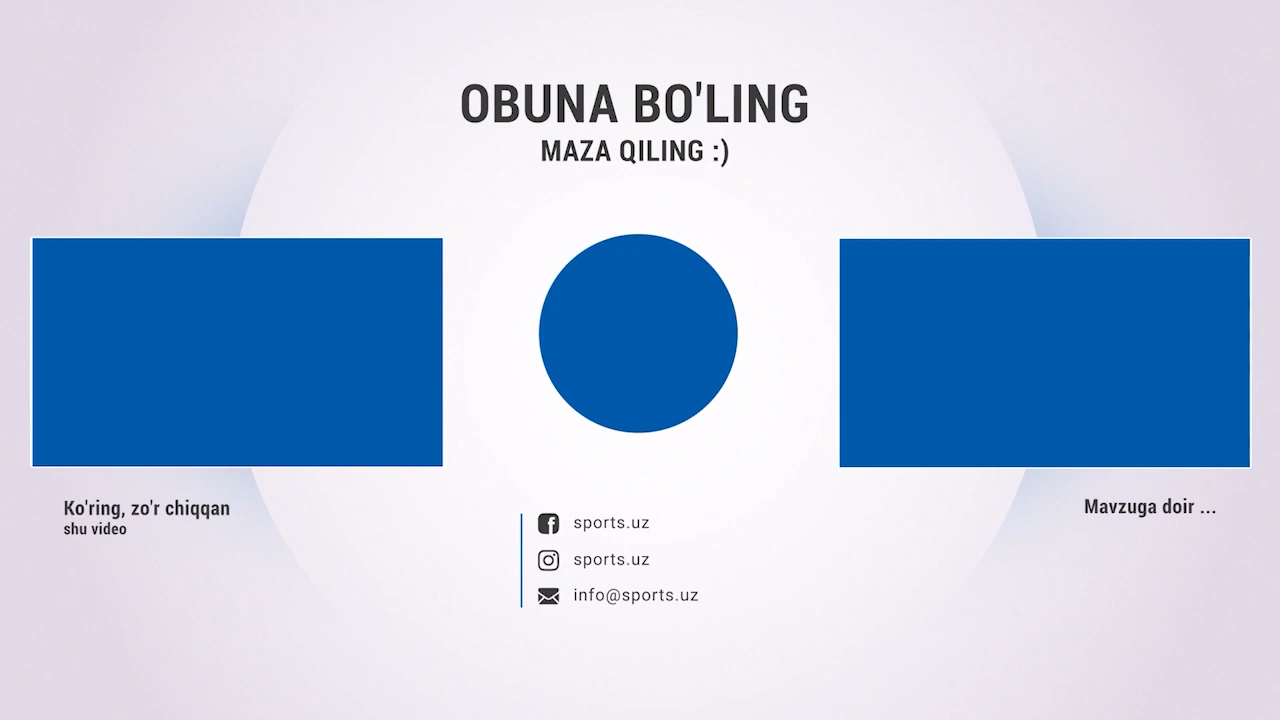 OBUNA BO'LING
MAZA QILING :)
Ko'ring, zo'r chiqqan
shu video
Mavzuga doir ...
sports.uz
sports.uz
info@sports.uz